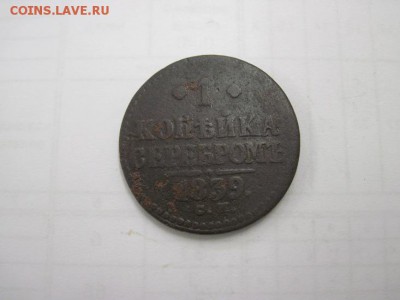 COINS.LAVE.RU
· 1 ·
КОПѢЙКА
СЕРЕБРОМЪ
1839.